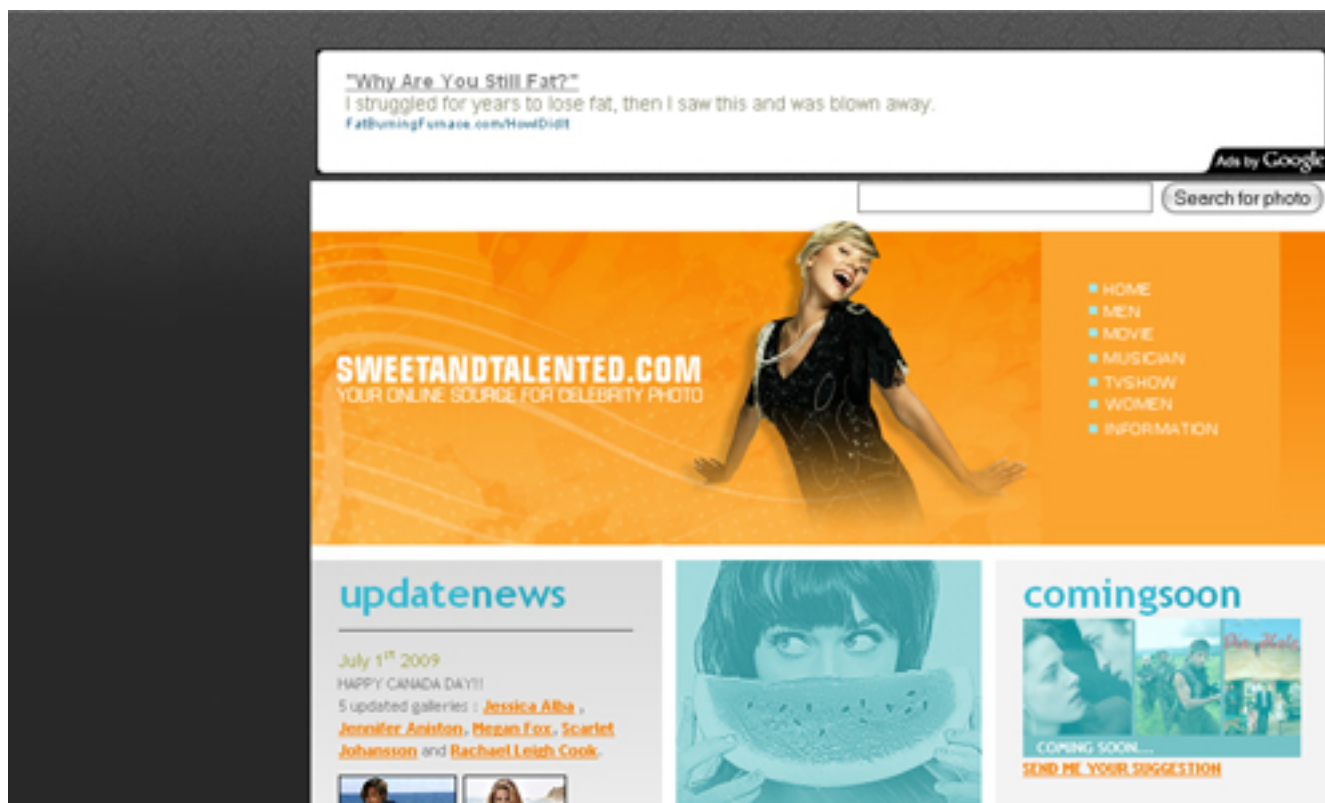 "Why Are You Still Fat?"
I struggled for years to lose fat, then I saw this and was blown away.
FatBurningFurnace.com/HowIDidIt
Ads by Google
Search for photo
HOME
MEN
MOVIE
MUSICIAN
TVSHOW
WOMEN
INFORMATION
SWEETANDTALENTED.COM
YOUR ONLINE SOURCE FOR CELEBRITY PHOTO
updatenews
July 1st 2009
HAPPY CANADA DAY!!!
5 updated galleries : Jessica Alba ,
Jennifer Aniston, Megan Fox, Scarlet
Johansson and Rachael Leigh Cook.
comingsoon
COMING SOON...
SEND ME YOUR SUGGESTION